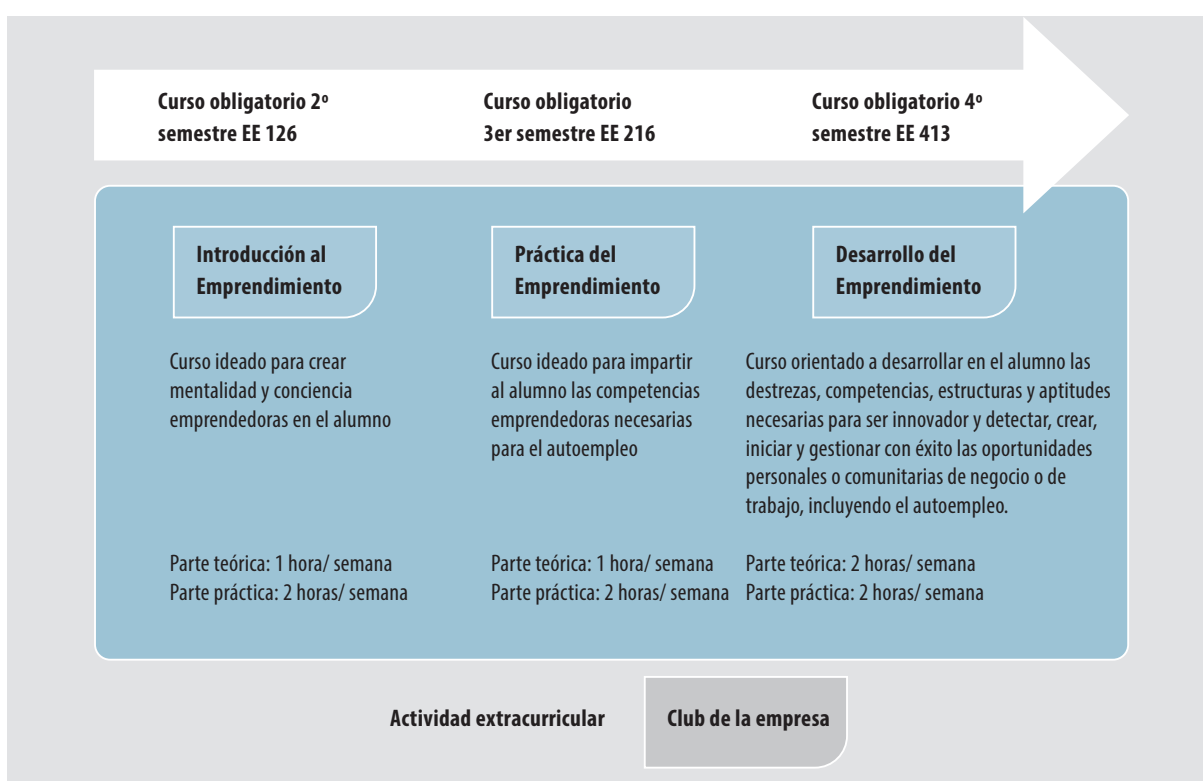 Curso obligatorio 2º
semestre EE 126
Curso obligatorio
3er semestre EE 216
Curso obligatorio 4º
semestre EE 413
Introducción al
Emprendimiento
Práctica del
Emprendimiento
Desarrollo del
Emprendimiento
Curso ideado para crear
mentalidad y conciencia
emprendedoras en el alumno
Parte teórica: 1 hora/ semana
Parte práctica: 2 horas/ semana
Curso ideado para impartir
al alumno las competencias
emprendedoras necesarias
para el autoempleo
Parte teórica: 1 hora/ semana
Parte práctica: 2 horas/ semana
Curso orientado a desarrollar en el alumno las
destrezas, competencias, estructuras y aptitudes
necesarias para ser innovador y detectar, crear,
iniciar y gestionar con éxito las oportunidades
personales o comunitarias de negocio o de
trabajo, incluyendo el autoempleo.
Parte teórica: 2 horas/ semana
Parte práctica: 2 horas/ semana
Actividad extracurricular
Club de la empresa